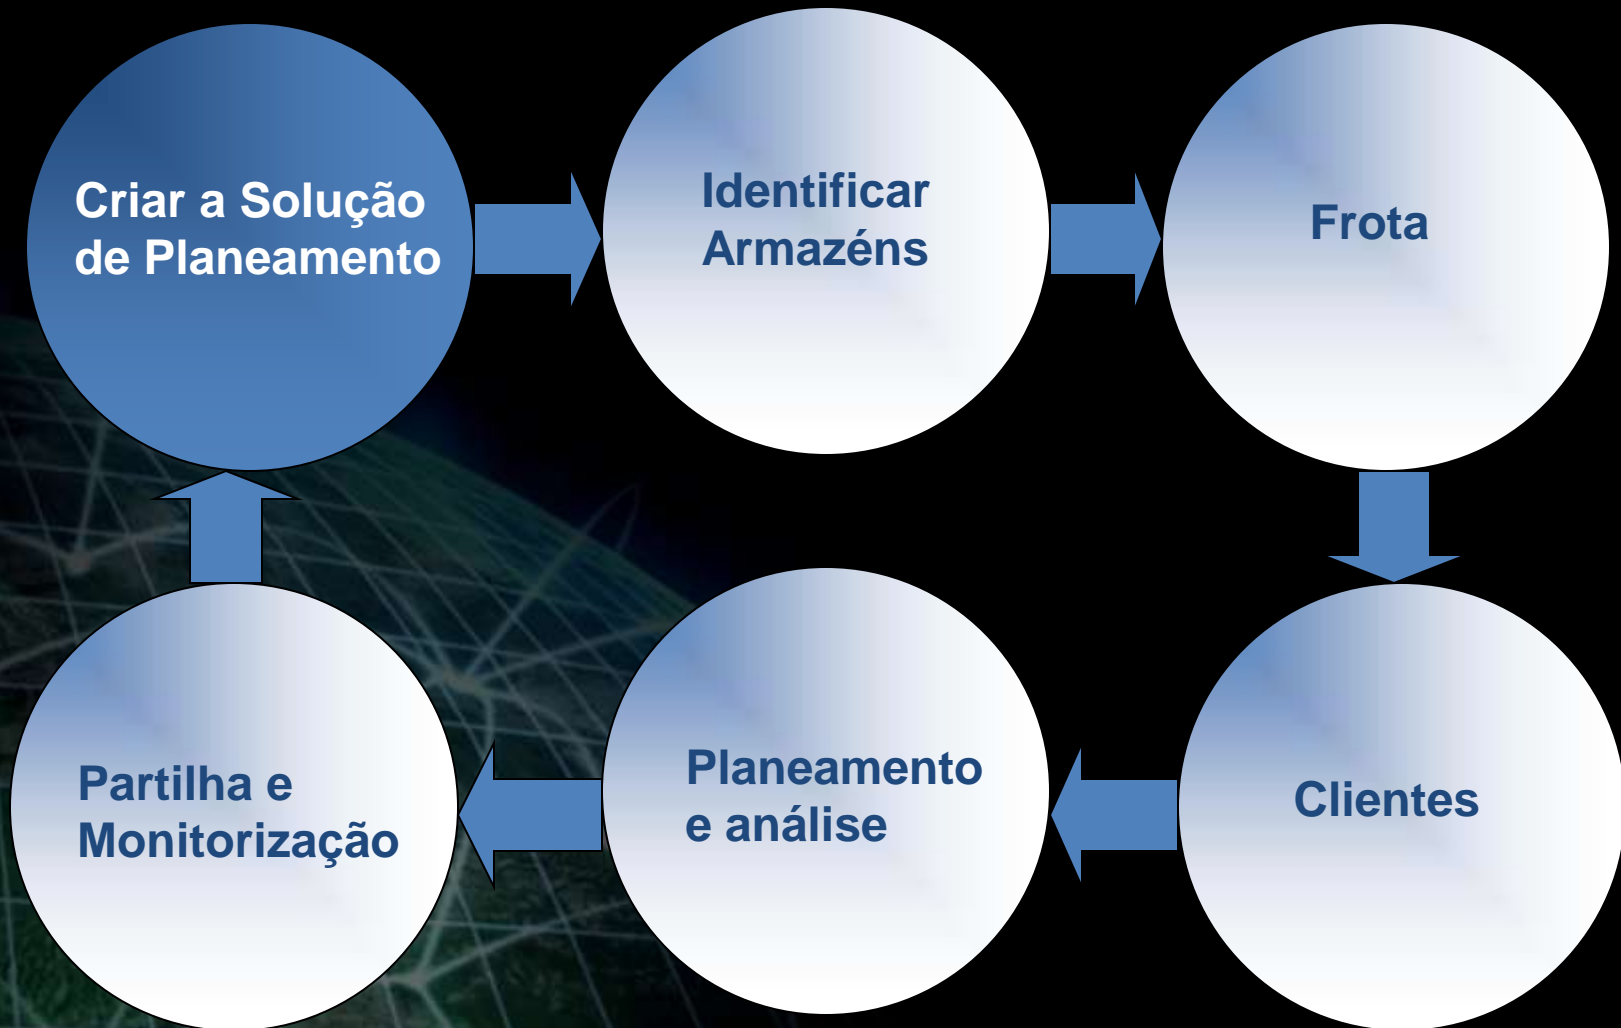 Criar a Solução
de Planeamento
Identificar
Armazéns
Frota
Clientes
Planeamento
e análise
Partilha e
Monitorização